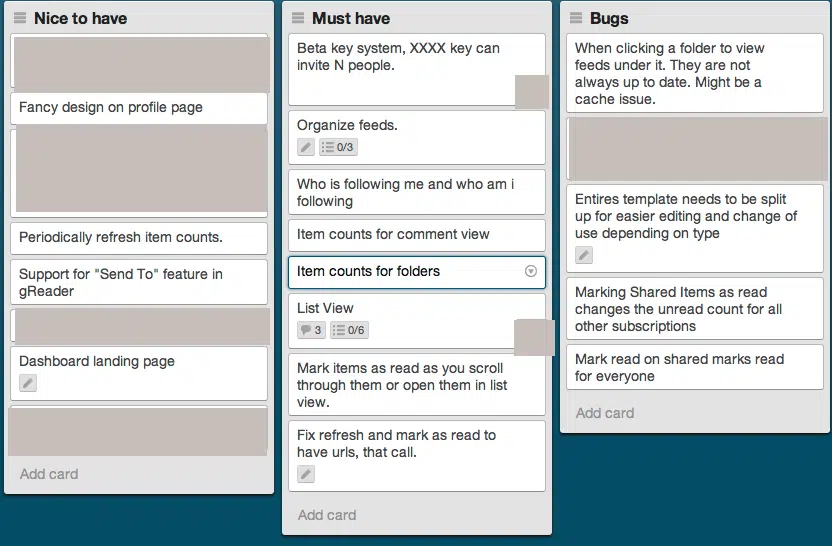 Nice to have
Fancy design on profile page
Periodically refresh item counts.
Support for "Send To" feature in
gReader
Dashboard landing page
Add card
Must have
Beta key system, XXXX key can
invite N people.
Organize feeds.
0/3
Who is following me and who am i
following
Item counts for comment view
Item counts for folders
List View
3 0/6
Mark items as read as you scroll
through them or open them in list
view.
Fix refresh and mark as read to
have urls, that call.
Add card
Bugs
When clicking a folder to view
feeds under it. They are not
always up to date. Might be a
cache issue.
Entires template needs to be split
up for easier editing and change of
use depending on type
Marking Shared Items as read
changes the unread count for all
other subscriptions
Mark read on shared marks read
for everyone
Add card